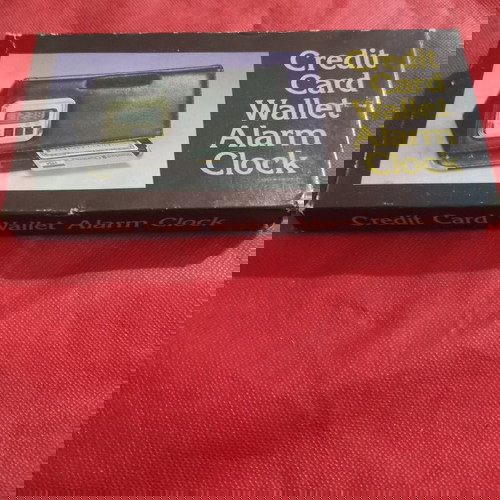 Credit
Card
Wallet
Alarm
Clock
Credit
Card
Wallet
Alarm
Clock
Wallet Alarm Clock
Credit Card